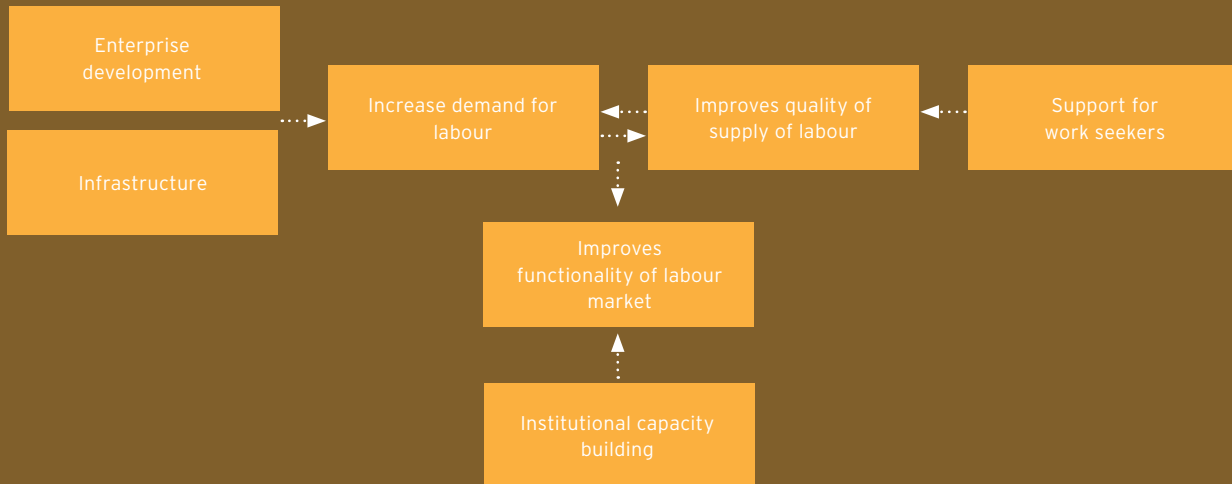 Enterprise
development
Infrastructure
Increase demand for
labour
Improves quality of
supply of labour
Support for
work seekers
Improves
functionality of labour
market
Institutional capacity
building